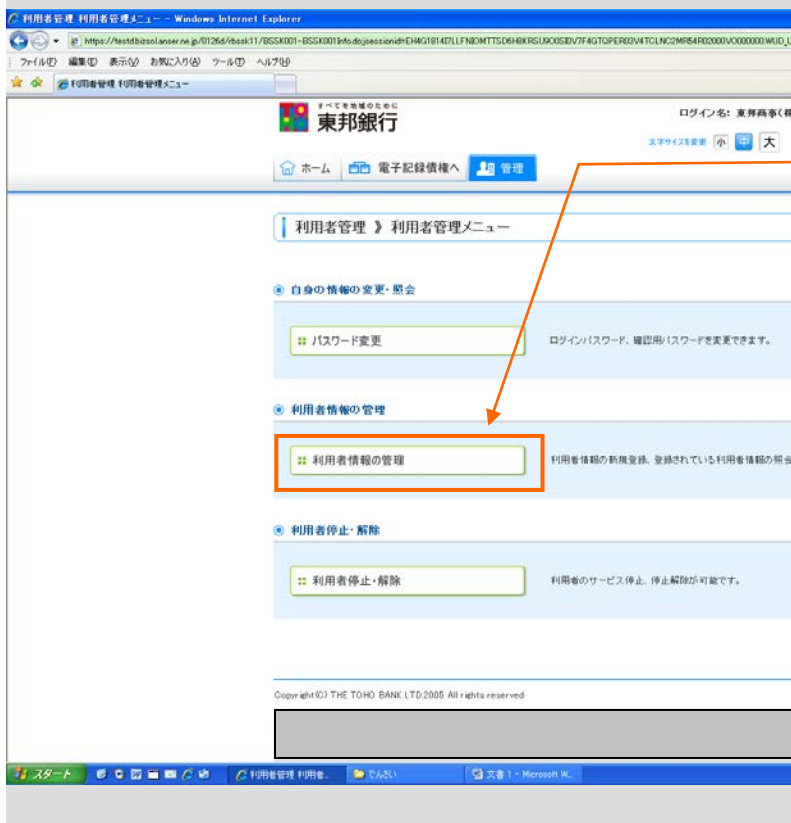 利用者管理 利用者管理メニュー - Windows Internet Explorer
ファイル(F) 編集(E) 表示(V) お気に入り(A) ツール(T) ヘルプ(H)
利用者管理 利用者管理メニュー
すべてを地域のために
東邦銀行
ログイン名: 東邦商事(株
文字サイズを変更 小 中 大
ホーム 電子記録債権へ 管理
利用者管理 》 利用者管理メニュー
自身の情報の変更・照会
パスワード変更 ログインパスワード、確認用パスワードを変更できます。
利用者情報の管理
利用者情報の管理 利用者情報の新規登録、登録されている利用者情報の照会
利用者停止・解除
利用者停止・解除 利用者のサービス停止、停止解除が可能です。
Copyright(C) THE TOHO BANK.LTD.2005 All rights reserved
スタート 利用者管理 利用者... でんさい 文書 1 - Microsoft W...